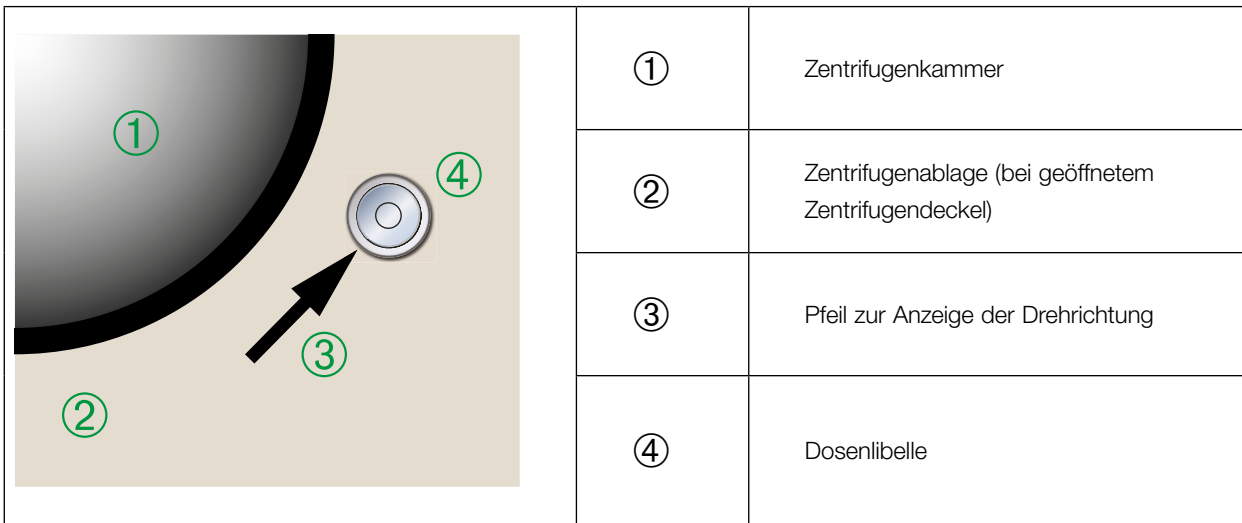 ①
②
③
④
① Zentrifugenkammer
② Zentrifugenablage (bei geöffnetem
Zentrifugendeckel)
③ Pfeil zur Anzeige der Drehrichtung
④ Dosenlibelle